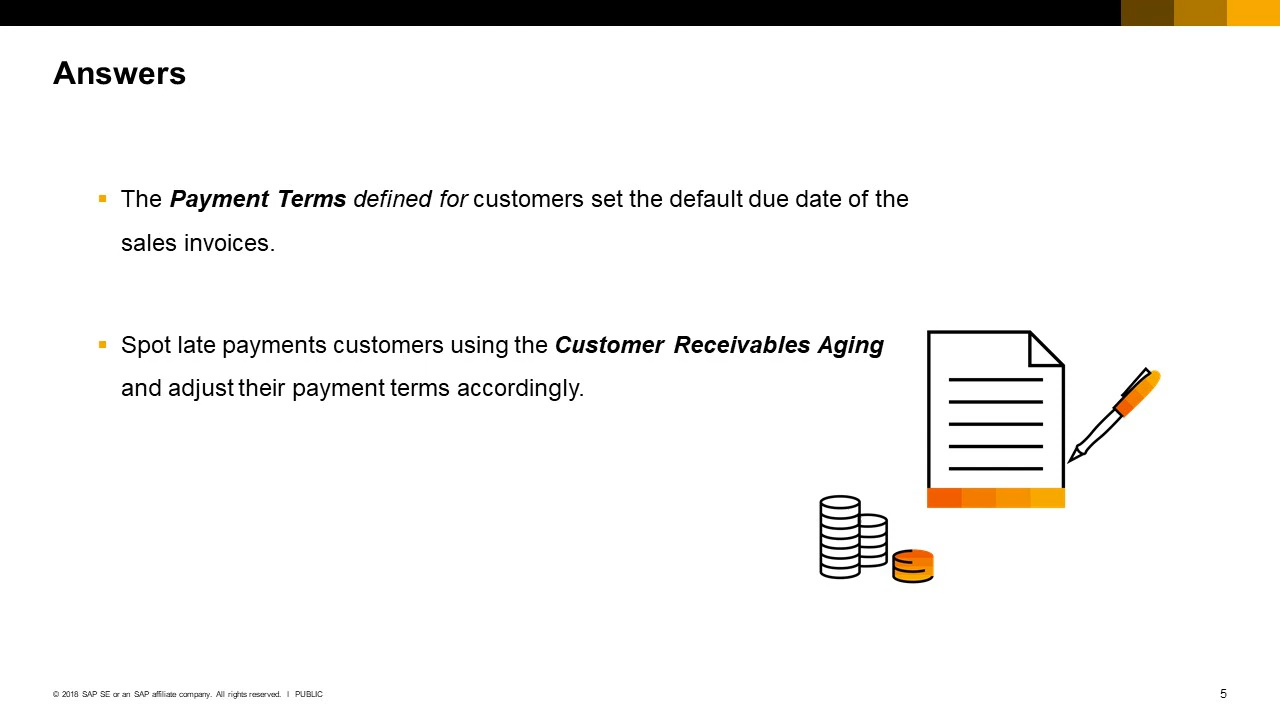 Answers
The Payment Terms defined for customers set the default due date of the
sales invoices.
Spot late payments customers using the Customer Receivables Aging
and adjust their payment terms accordingly.
© 2018 SAP SE or an SAP affiliate company. All rights reserved. I PUBLIC
5